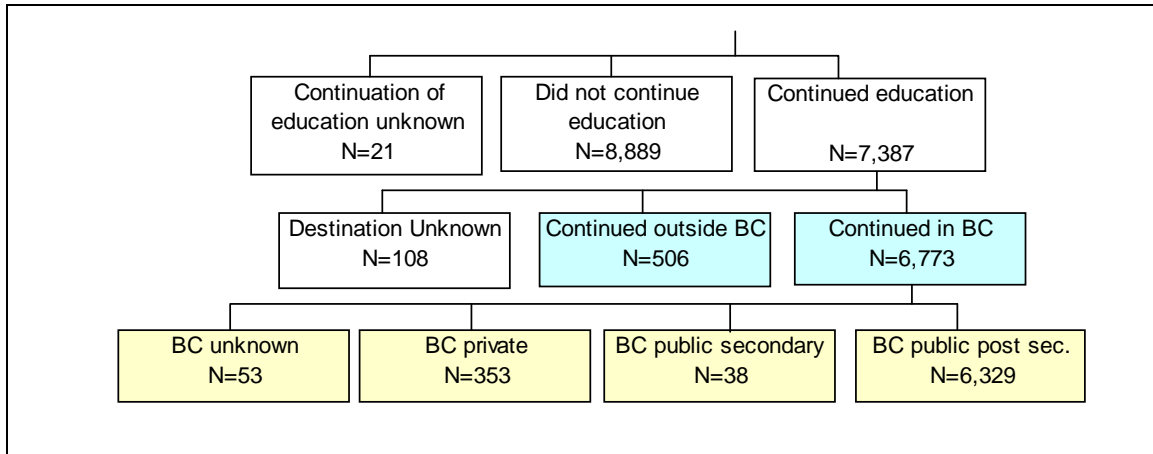 Continuation of
education unknown
N=21
Did not continue
education
N=8,889
Continued education
N=7,387
Destination Unknown
N=108
Continued outside BC
N=506
Continued in BC
N=6,773
BC unknown
N=53
BC private
N=353
BC public secondary
N=38
BC public post sec.
N=6,329